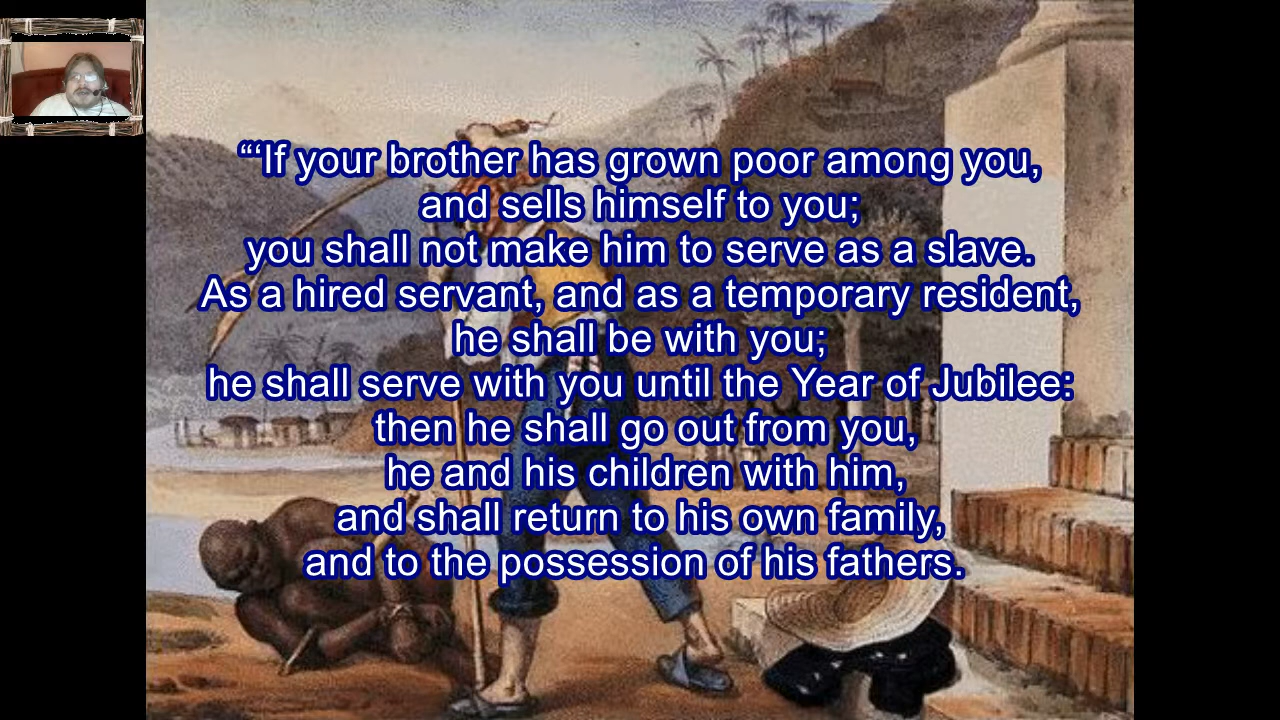 “‘If your brother has grown poor among you,
and sells himself to you;
you shall not make him to serve as a slave.
As a hired servant, and as a temporary resident,
he shall be with you;
he shall serve with you until the Year of Jubilee:
then he shall go out from you,
he and his children with him,
and shall return to his own family,
and to the possession of his fathers.